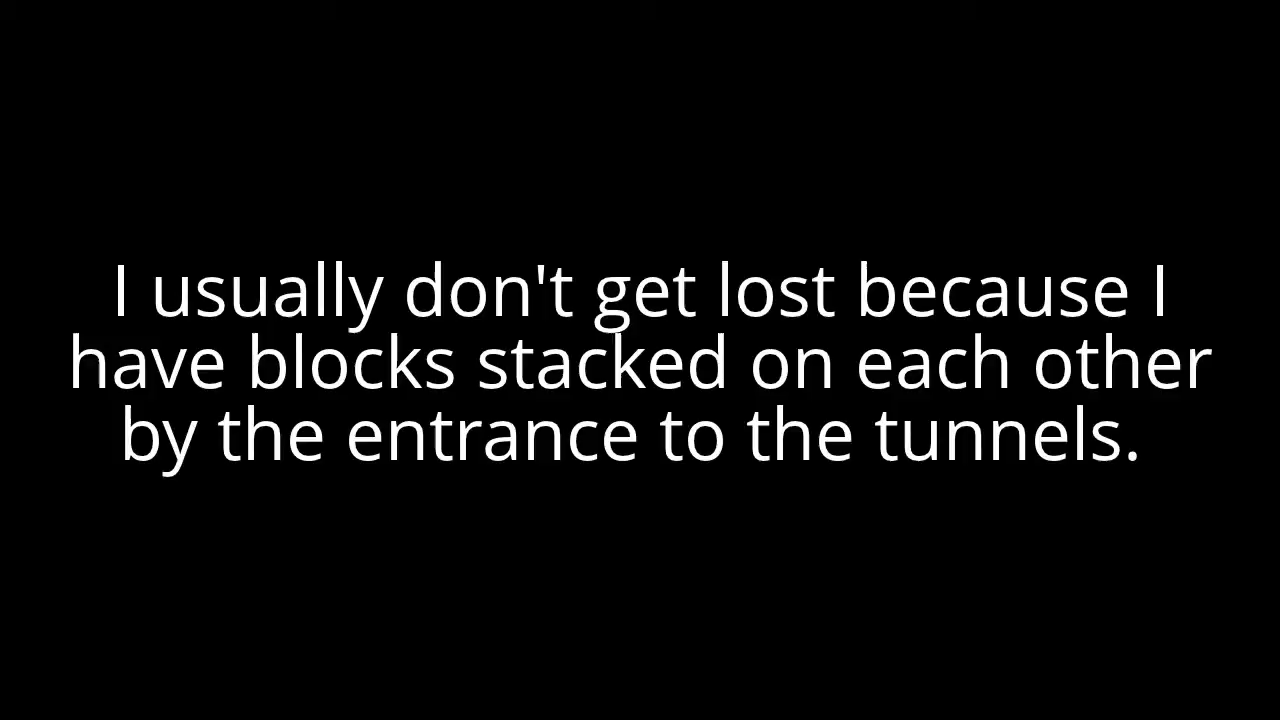 I usually don't get lost because I
have blocks stacked on each other
by the entrance to the tunnels.